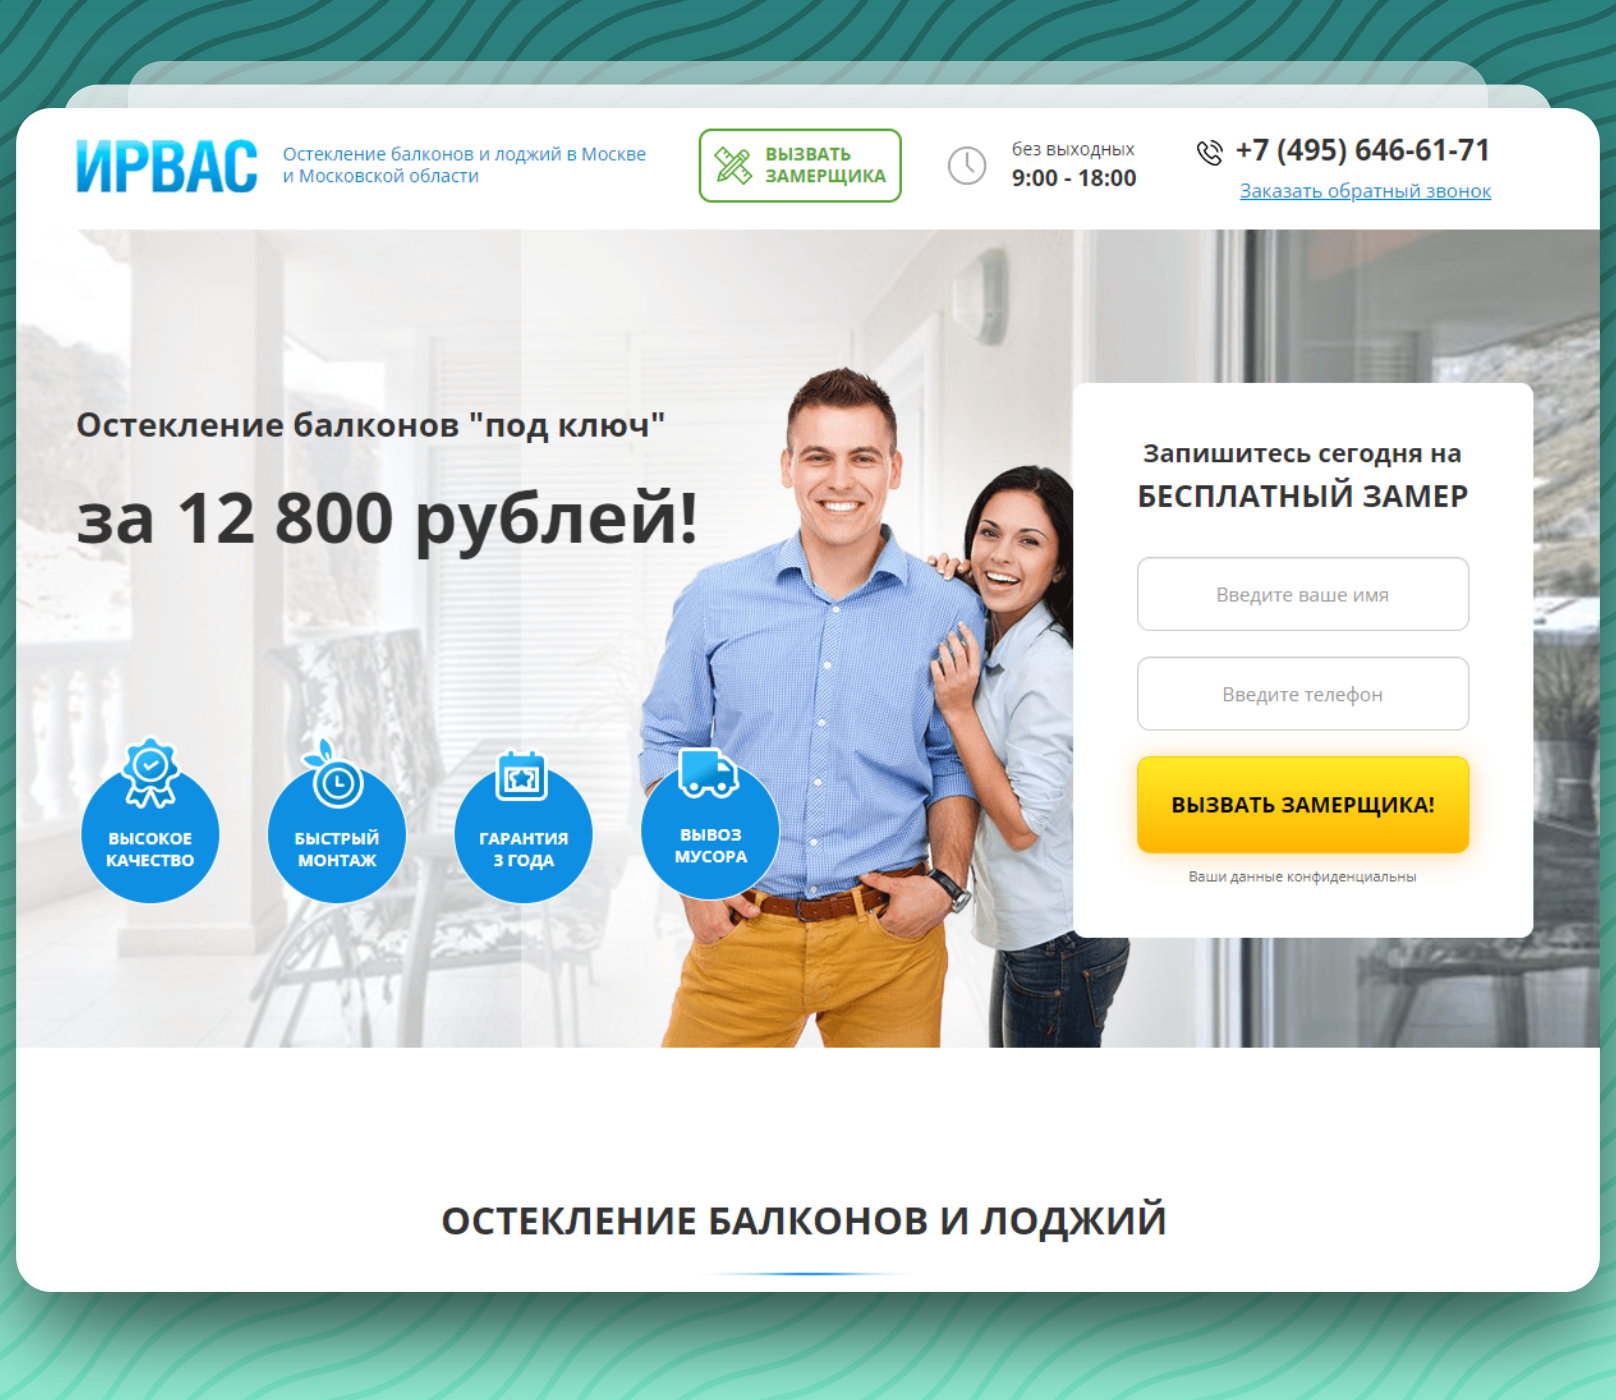 ИРВАС
Остекление балконов и лоджий в Москве
и Московской области
ВЫЗВАТЬ
ЗАМЕРЩИКА
без выходных
9:00 - 18:00
+7 (495) 646-61-71
Заказать обратный звонок
Остекление балконов "под ключ"
за 12 800 рублей!
ВЫСОКОЕ
КАЧЕСТВО
БЫСТРЫЙ
МОНТАЖ
ГАРАНТИЯ
3 ГОДА
ВЫВОЗ
МУСОРА
Запишитесь сегодня на
БЕСПЛАТНЫЙ ЗАМЕР
Введите ваше имя
Введите телефон
ВЫЗВАТЬ ЗАМЕРЩИКА!
Ваши данные конфиденциальны
ОСТЕКЛЕНИЕ БАЛКОНОВ И ЛОДЖИЙ